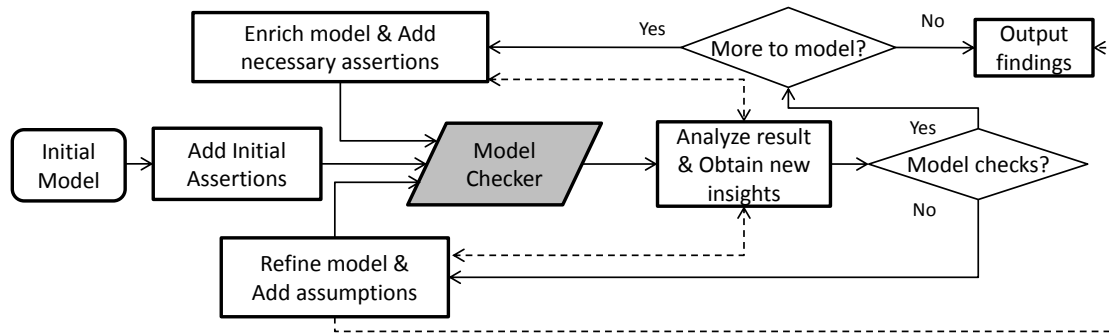 Enrich model & Add
necessary assertions
Yes
More to model?
No
Output
findings
Initial
Model
Add Initial
Assertions
Model
Checker
Analyze result
& Obtain new
insights
Yes
Model checks?
No
Refine model &
Add assumptions